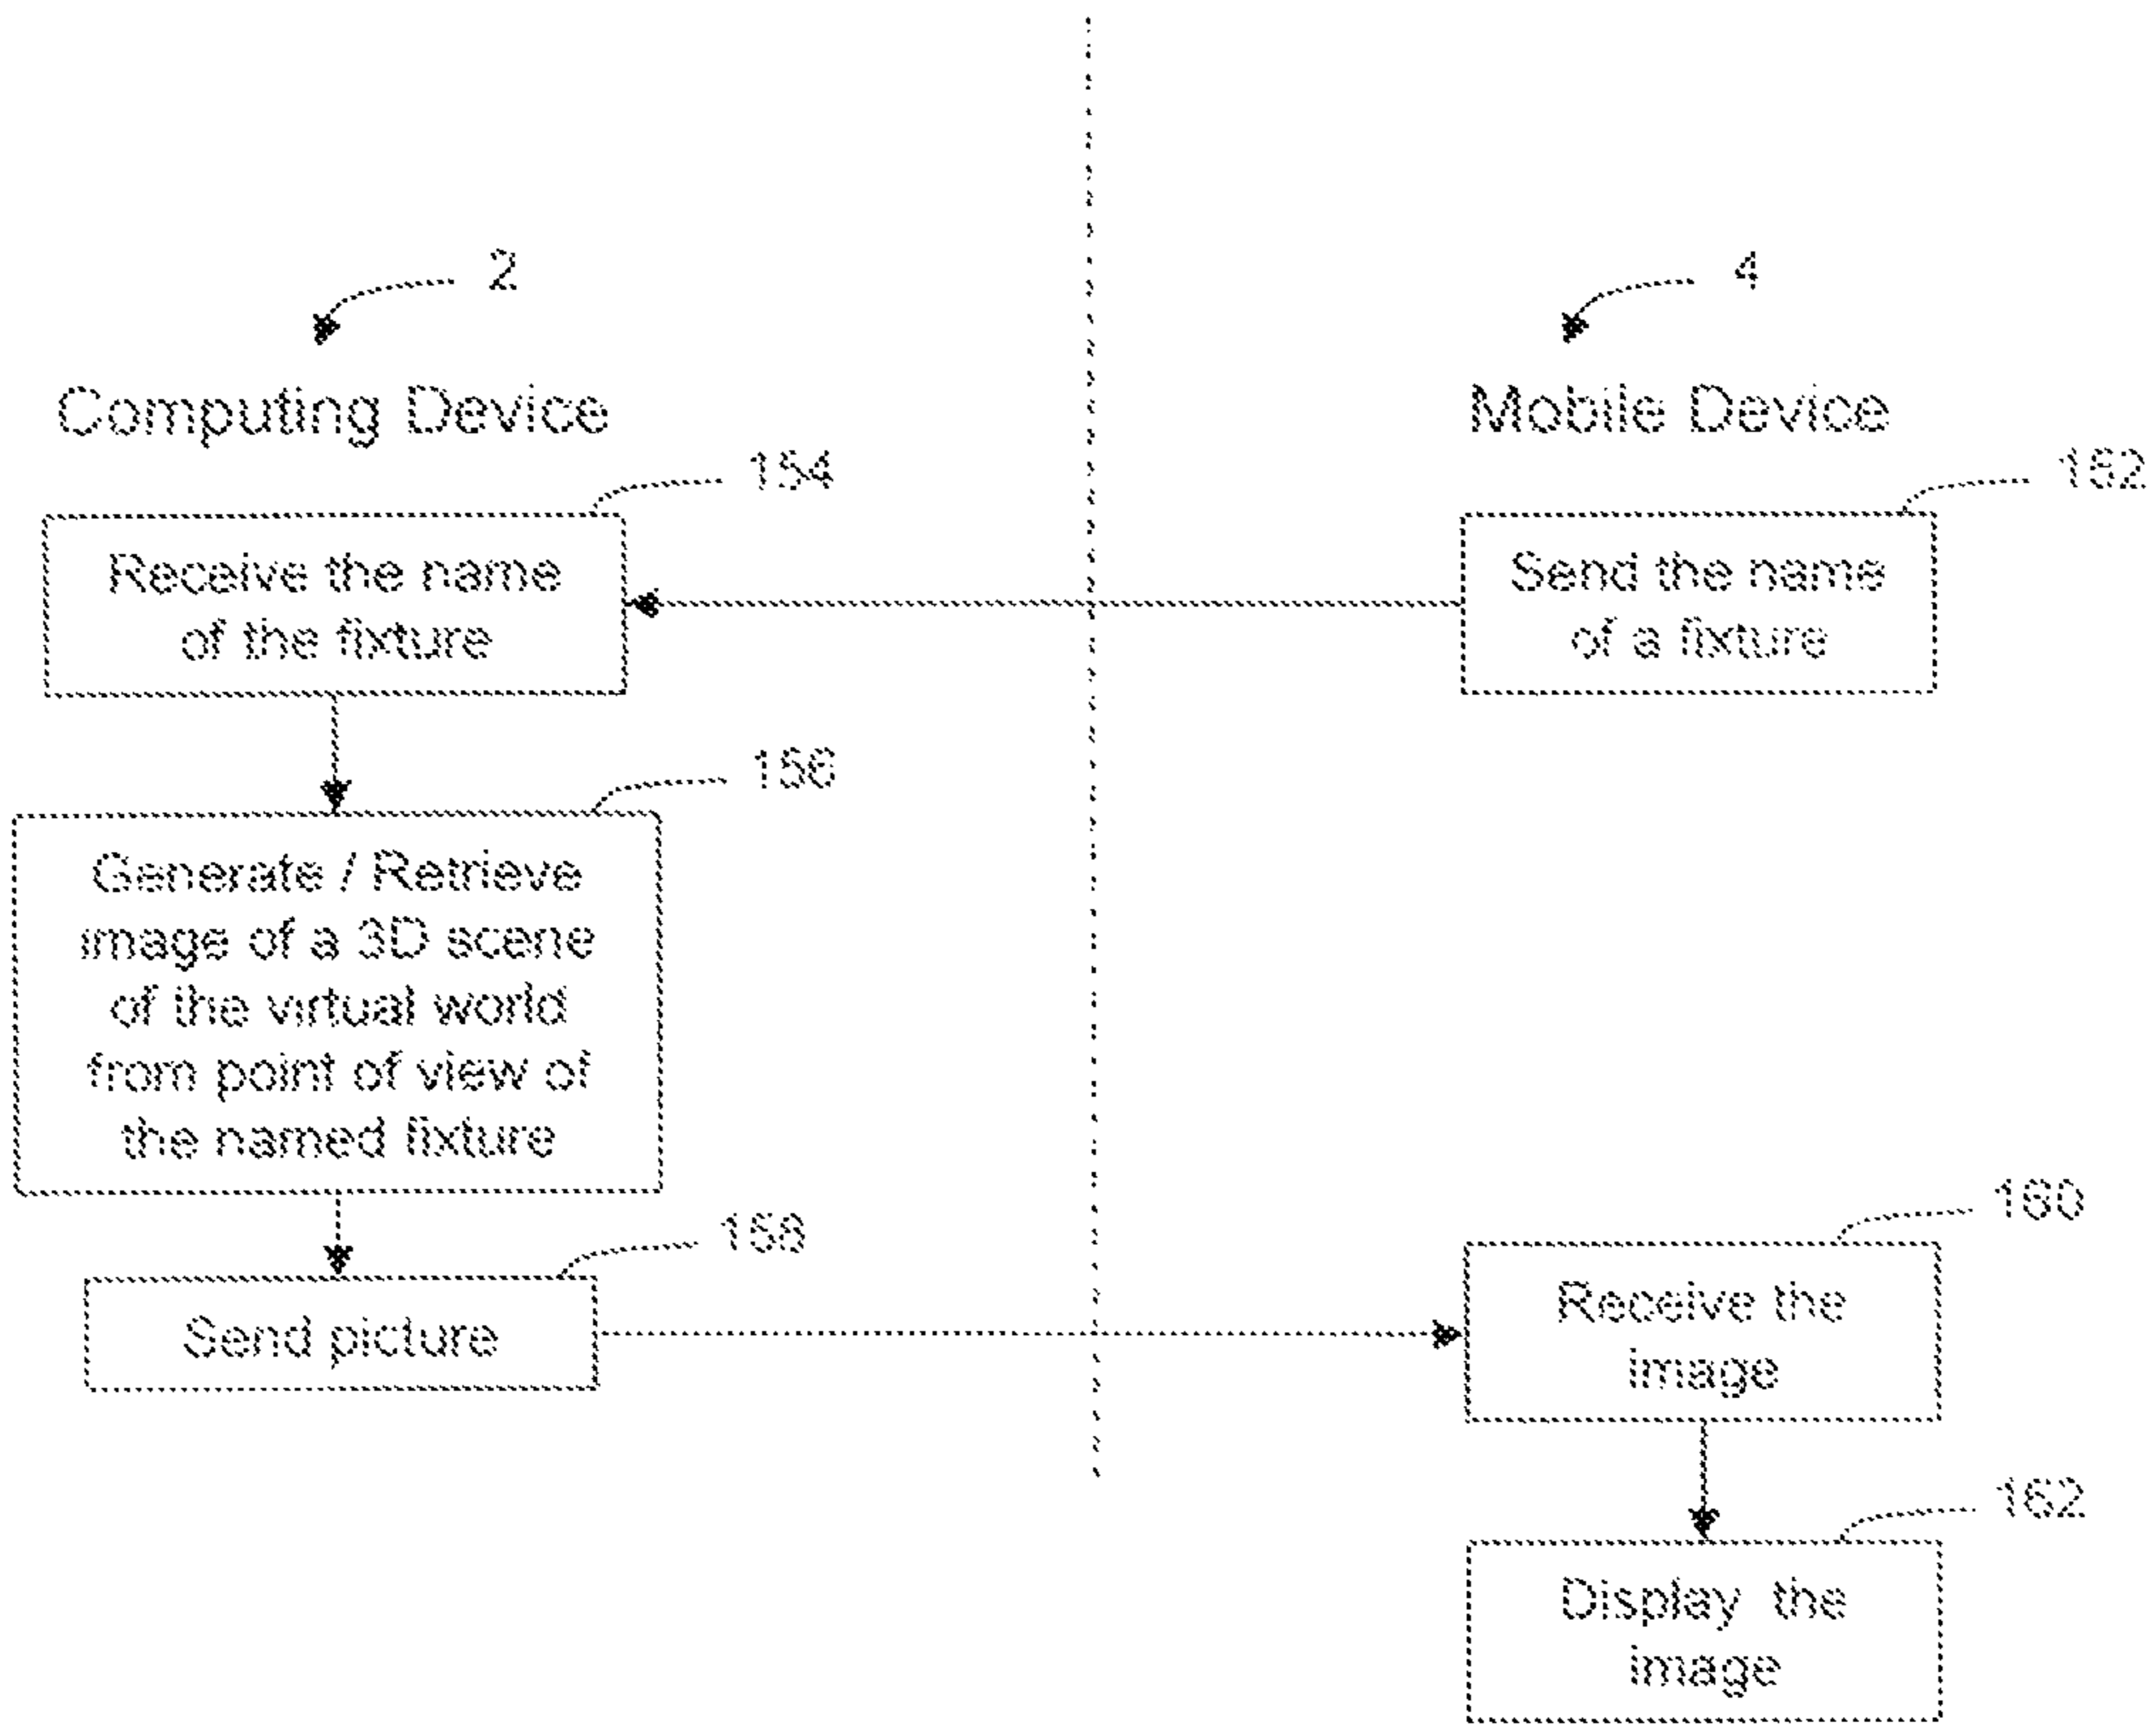 2
4
Computing Device
Mobile Device
154
152
Receive the name
of the fixture
Send the name
of a fixture
156
Generate / Retrieve
image of a 3D scene
of the virtual world
from point of view of
the named fixture
158
Send picture
160
Receive the
image
162
Display the
image